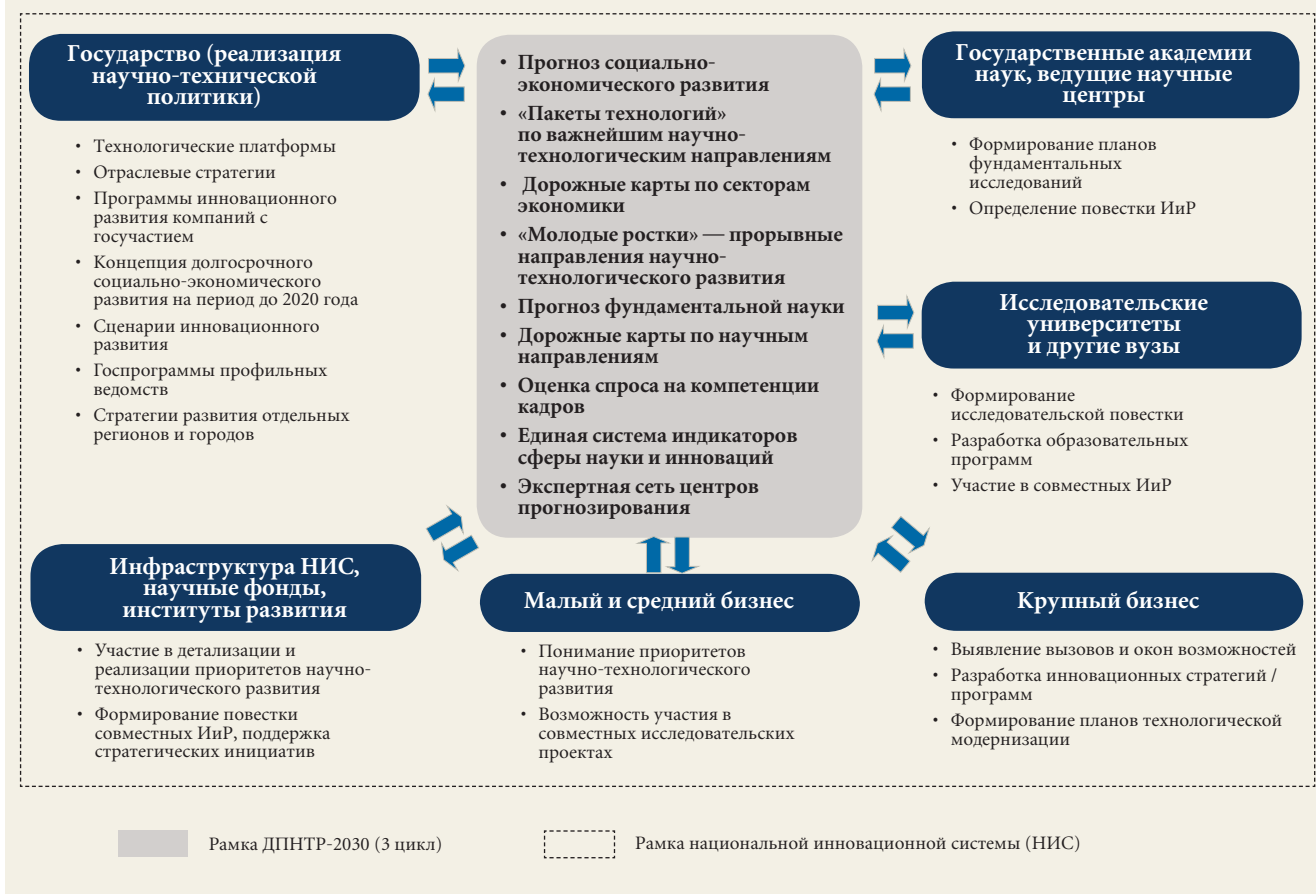 Государство (реализация
научно-технической
политики)
• Технологические платформы
• Отраслевые стратегии
• Программы инновационного
развития компаний с
госучастием
• Концепция долгосрочного
социально-экономического
развития на период до 2020 года
• Сценарии инновационного
развития
• Госпрограммы профильных
ведомств
• Стратегии развития отдельных
регионов и городов
• Прогноз социально-
экономического развития
• «Пакеты технологий»
по важнейшим научно-
технологическим направлениям
• Дорожные карты по секторам
экономики
• «Молодые ростки» — прорывные
направления научно-
технологического развития
• Прогноз фундаментальной науки
• Дорожные карты по научным
направлениям
• Оценка спроса на компетенции
кадров
• Единая система индикаторов
сферы науки и инноваций
• Экспертная сеть центров
прогнозирования
Государственные академии
наук, ведущие научные
центры
• Формирование планов
фундаментальных
исследований
• Определение повестки ИиР
Исследовательские
университеты
и другие вузы
• Формирование
исследовательской повестки
• Разработка образовательных
программ
• Участие в совместных ИиР
Инфраструктура НИС,
научные фонды,
институты развития
• Участие в детализации и
реализации приоритетов научно-
технологического развития
• Формирование повестки
совместных ИиР, поддержка
стратегических инициатив
Малый и средний бизнес
• Понимание приоритетов
научно-технологического
развития
• Возможность участия в
совместных исследовательских
проектах
Крупный бизнес
• Выявление вызовов и окон возможностей
• Разработка инновационных стратегий /
программ
• Формирование планов технологической
модернизации
Рамка ДПНТР-2030 (3 цикл)
Рамка национальной инновационной системы (НИС)